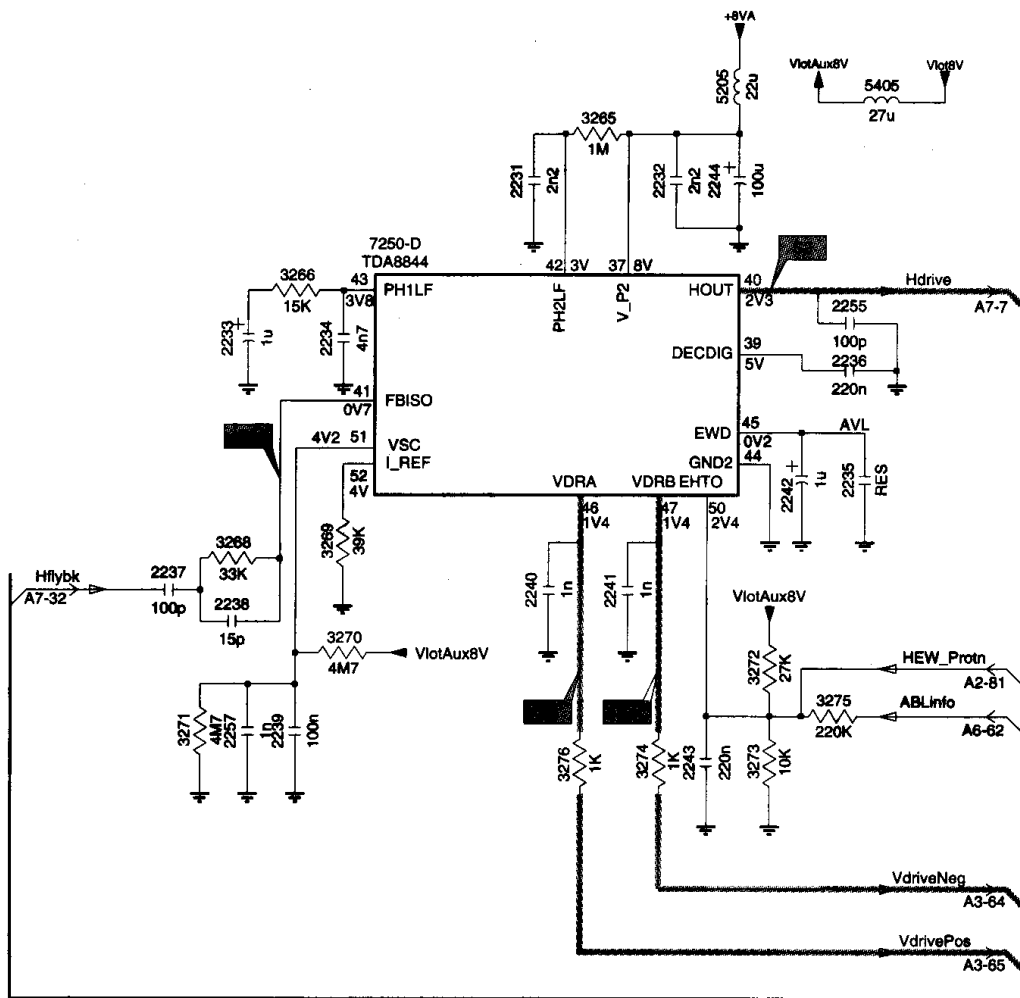 +8VA
VlotAux8V
Vlot8V
5205
22u
5405
27u
3265
1M
2231
2n2
2232
2n2
2244
+
100u
7250-D
TDA8844
42 3V
37 8V
3266
15K
43
3V8
PH1LF
PH2LF
V_P2
HOUT
40
2V3
Hdrive
A7-7
2233
+
1u
2234
4n7
2255
100p
DECDIG
39
5V
2236
220n
41
0V7
FBISO
4V2 51
VSC
I_REF
52
4V
EWD
45
0V2
AVL
GND2
44
VDRA
VDRB EHTO
46
1V4
47
1V4
50
2V4
2242
+
1u
2235
RES
3269
39K
3268
33K
Hflybk
A7-32
2237
100p
2238
15p
2240
1n
2241
1n
VlotAux8V
3270
4M7
VlotAux8V
3272
27K
HEW_Protn
A2-81
3275
220K
ABLinfo
A6-62
3271
4M7
2257
1n
2239
100n
3276
1K
3274
1K
2243
220n
3273
10K
VdriveNeg
A3-64
VdrivePos
A3-65